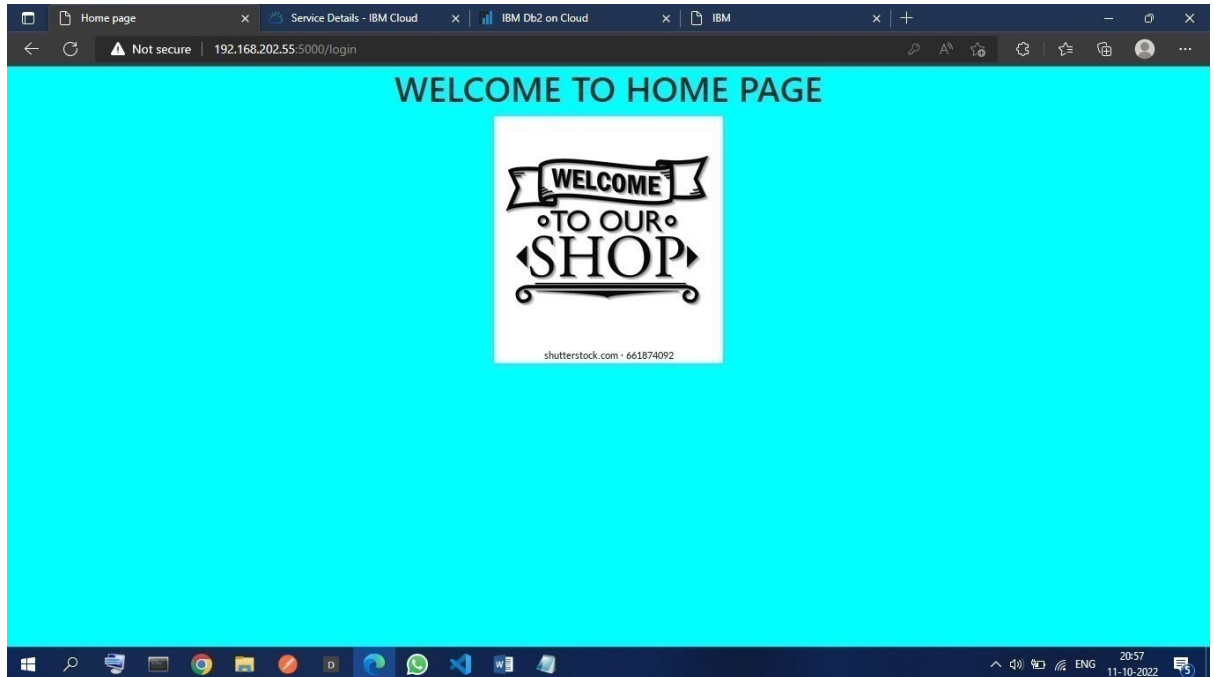 Home page
Service Details - IBM Cloud
IBM Db2 on Cloud
IBM
Not secure
192.168.202.55:5000/login
WELCOME TO HOME PAGE
WELCOME
TO OUR
SHOP
shutterstock.com · 661874092
D
W
ENG
20:57
11-10-2022
5